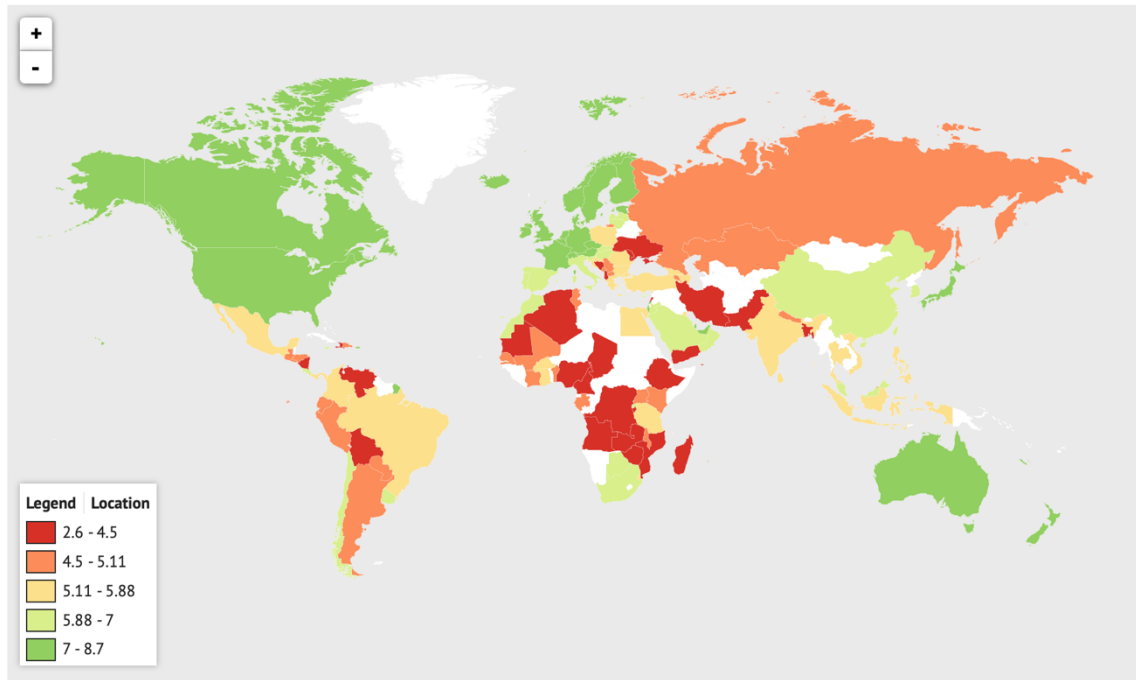 +
-
Legend Location
2.6 - 4.5
4.5 - 5.11
5.11 - 5.88
5.88 - 7
7 - 8.7